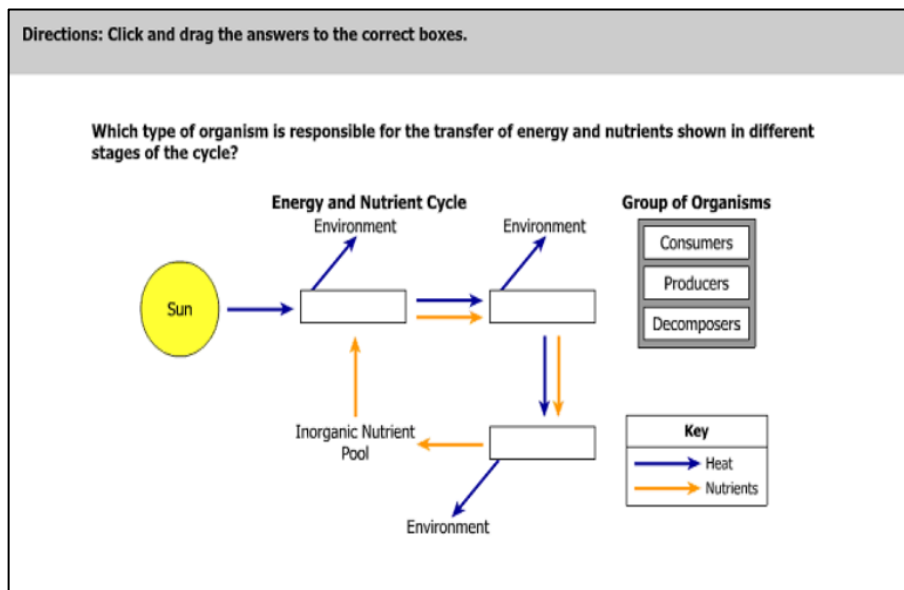 Directions: Click and drag the answers to the correct boxes.
Which type of organism is responsible for the transfer of energy and nutrients shown in different
stages of the cycle?
Energy and Nutrient Cycle
Group of Organisms
Environment
Environment
Consumers
Producers
Decomposers
Sun
Inorganic Nutrient
Pool
Environment
Key
Heat
Nutrients